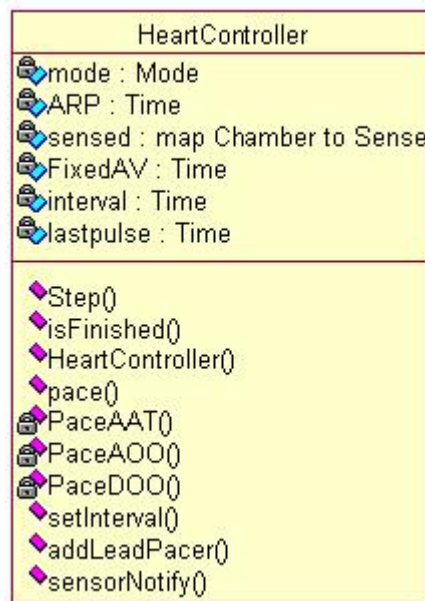 HeartController
mode : Mode
ARP : Time
sensed : map Chamber to Sense
FixedAV : Time
interval : Time
lastpulse : Time
Step()
isFinished()
HeartController()
pace()
PaceAAT()
PaceAOO()
PaceDOO()
setInterval()
addLeadPacer()
sensorNotify()